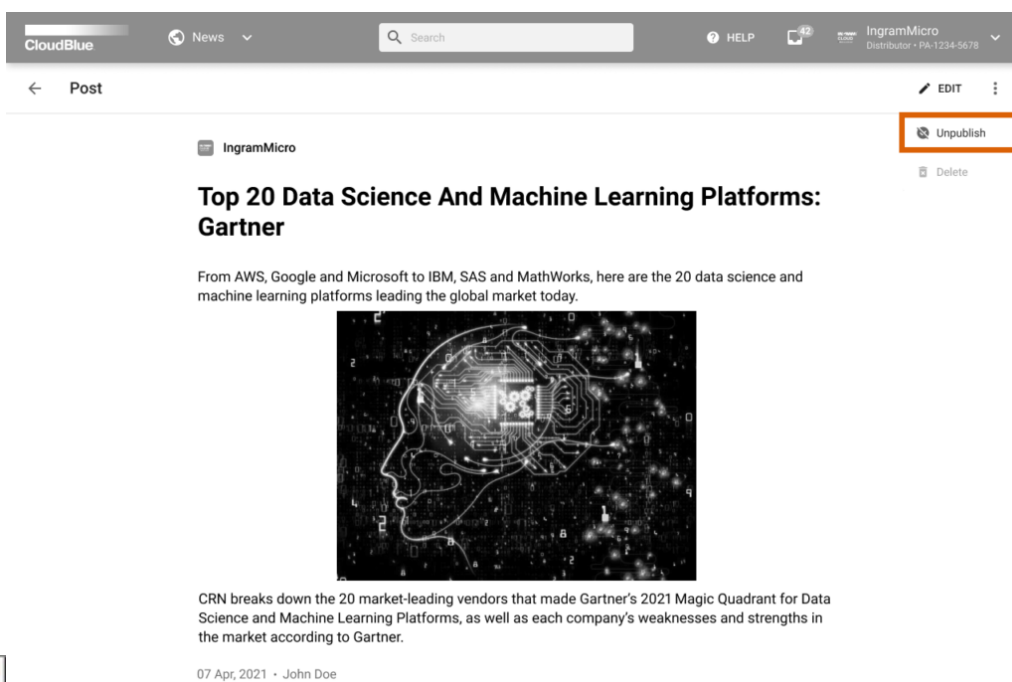 CloudBlue
News
Search
HELP
42
IngramMicro
Distributor • PA-1234-5678
Post
EDIT
Unpublish
Delete
IngramMicro
Top 20 Data Science And Machine Learning Platforms:
Gartner
From AWS, Google and Microsoft to IBM, SAS and MathWorks, here are the 20 data science and
machine learning platforms leading the global market today.
CRN breaks down the 20 market-leading vendors that made Gartner's 2021 Magic Quadrant for Data
Science and Machine Learning Platforms, as well as each company's weaknesses and strengths in
the market according to Gartner.
07 Apr, 2021 • John Doe